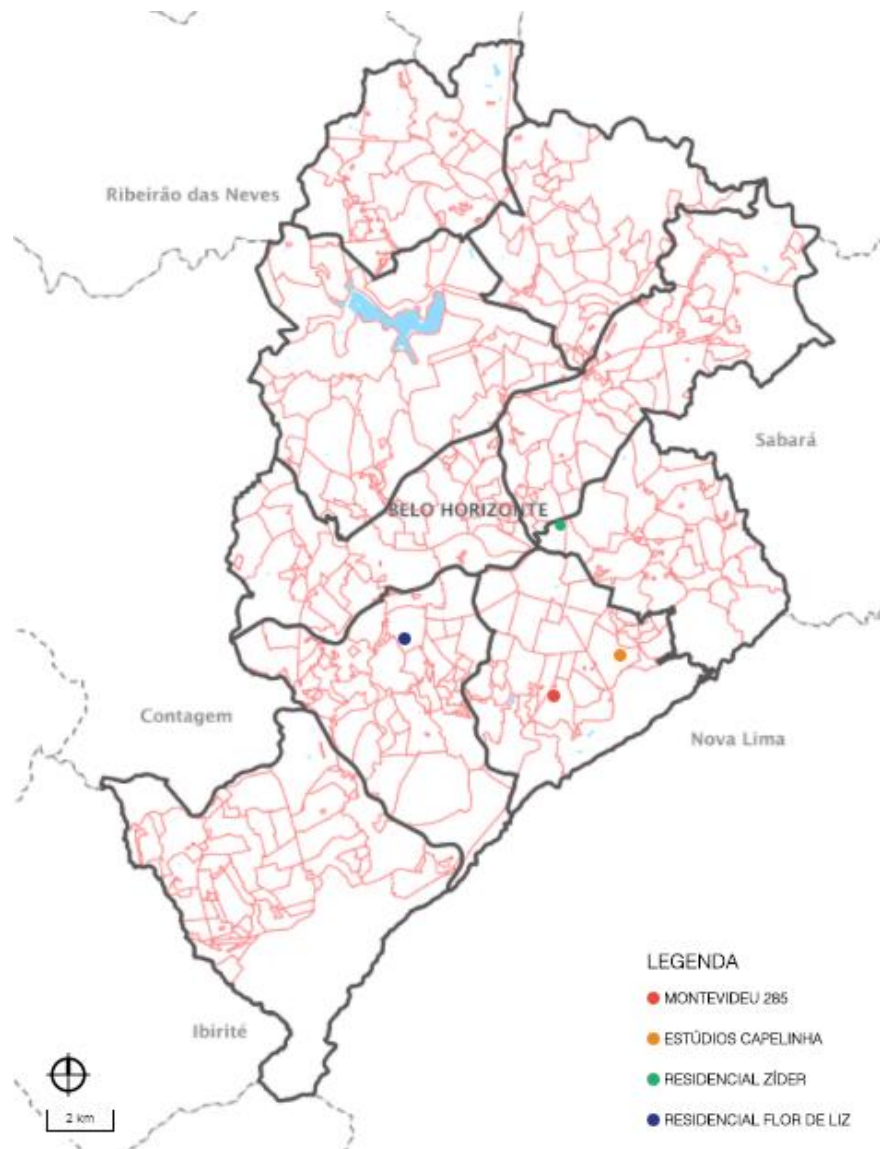 Ribeirão das Neves
Sabará
BELO HORIZONTE
Contagem
Nova Lima
Ibirité
LEGENDA
MONTEVIDEU 285
ESTÚDIOS CAPELINHA
RESIDENCIAL ZÍDER
RESIDENCIAL FLOR DE LIZ
2 km